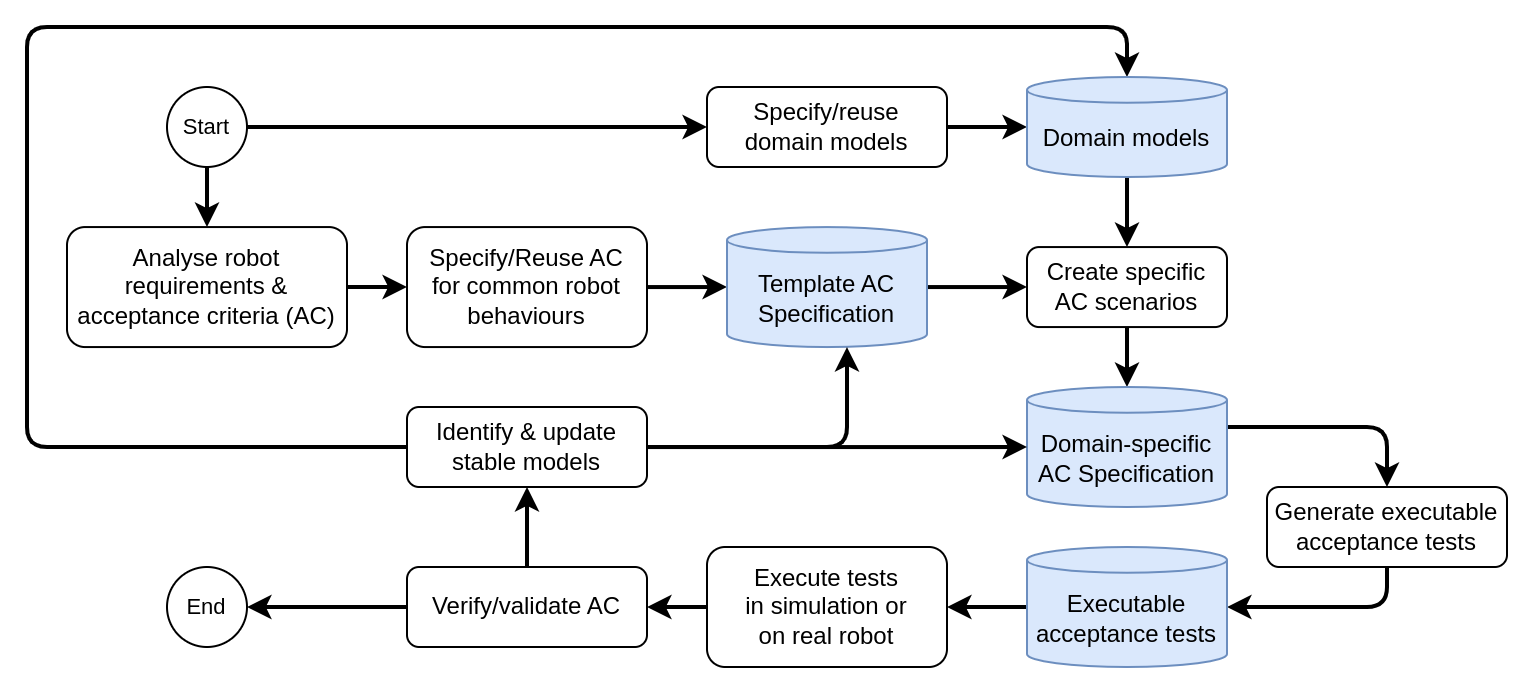 Start
Specify/reuse
domain models
Domain models
Analyse robot
requirements &
acceptance criteria (AC)
Specify/Reuse AC
for common robot
behaviours
Template AC
Specification
Create specific
AC scenarios
Identify & update
stable models
Domain-specific
AC Specification
Generate executable
acceptance tests
End
Verify/validate AC
Execute tests
in simulation or
on real robot
Executable
acceptance tests